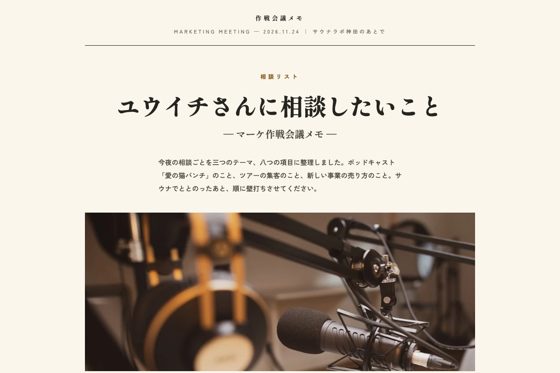 作戦会議メモ
MARKETING MEETING — 2026.11.24 ｜ サウナラボ神田のあとで
相談リスト
ユウイチさんに相談したいこと
— マーケ作戦会議メモ —
今夜の相談ごとを三つのテーマ、八つの項目に整理しました。ポッドキャスト
「愛の猫パンチ」のこと、ツアーの集客のこと、新しい事業の売り方のこと。サ
ウナでととのったあと、順に壁打ちさせてください。